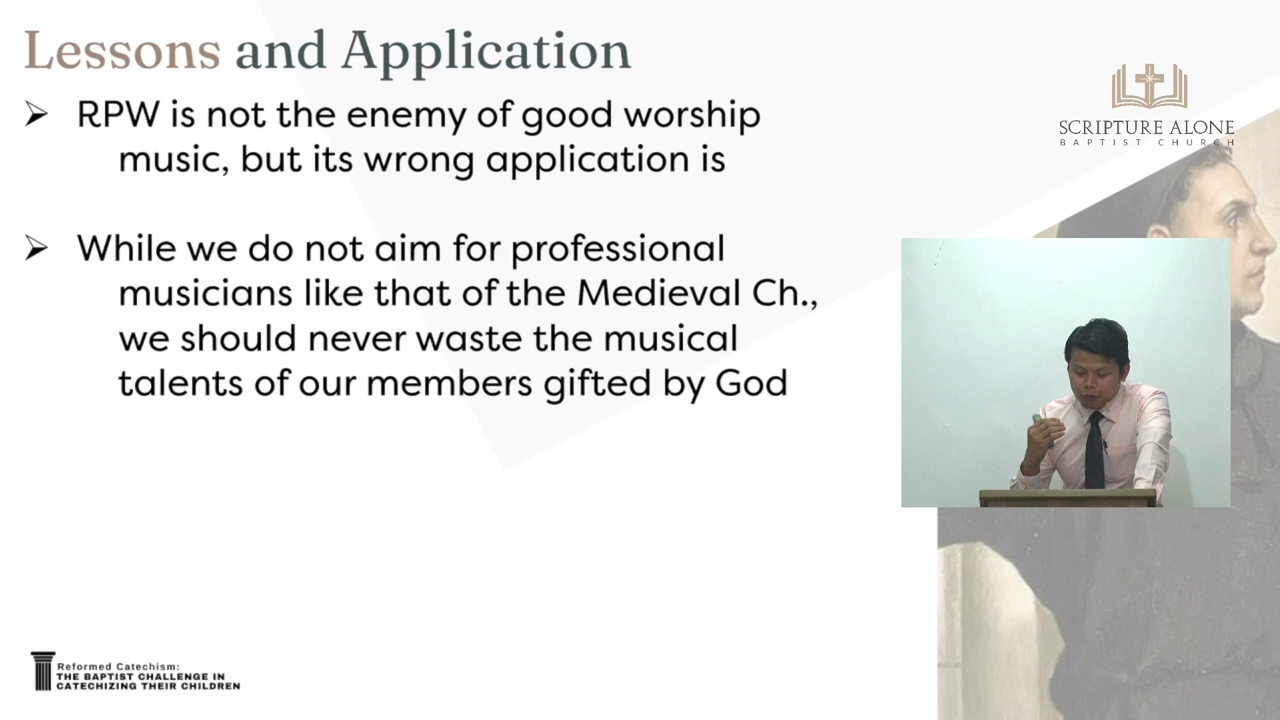 Lessons and Application
➢ RPW is not the enemy of good worship
music, but its wrong application is
➢ While we do not aim for professional
musicians like that of the Medieval Ch.,
we should never waste the musical
talents of our members gifted by God
SCRIPTURE ALONE
BAPTIST CHURCH
Reformed Catechism:
THE BAPTIST CHALLENGE IN
CATECHIZING THEIR CHILDREN